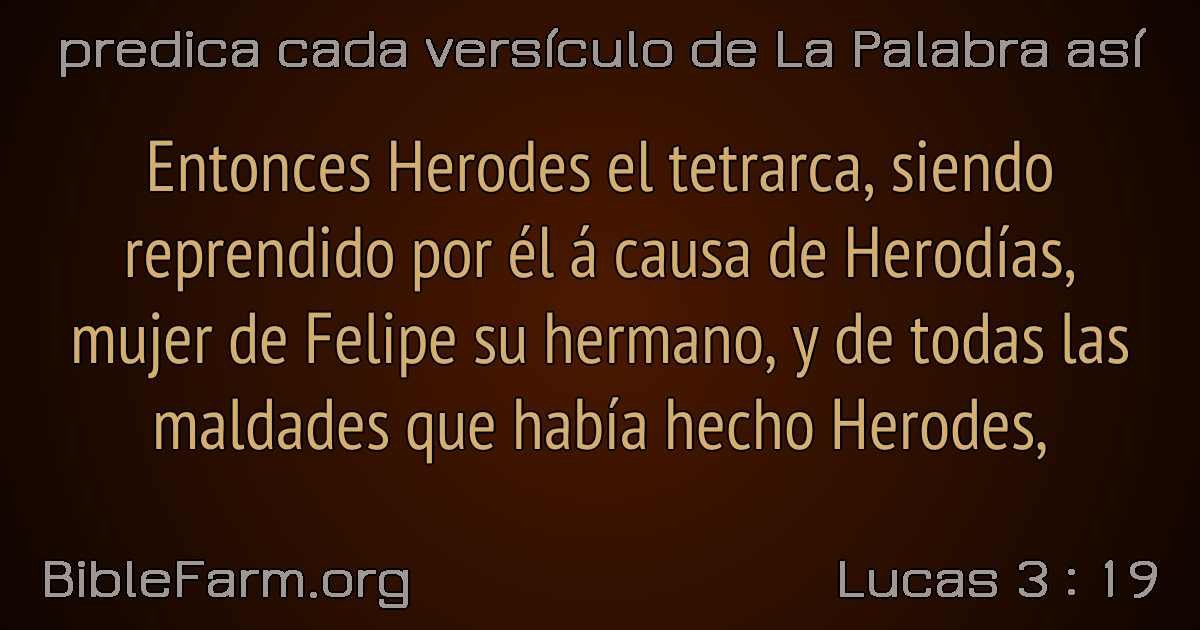 predica cada versículo de La Palabra así
Entonces Herodes el tetrarca, siendo
reprendido por él á causa de Herodías,
mujer de Felipe su hermano, y de todas las
maldades que había hecho Herodes,
BibleFarm.org
Lucas 3 : 19